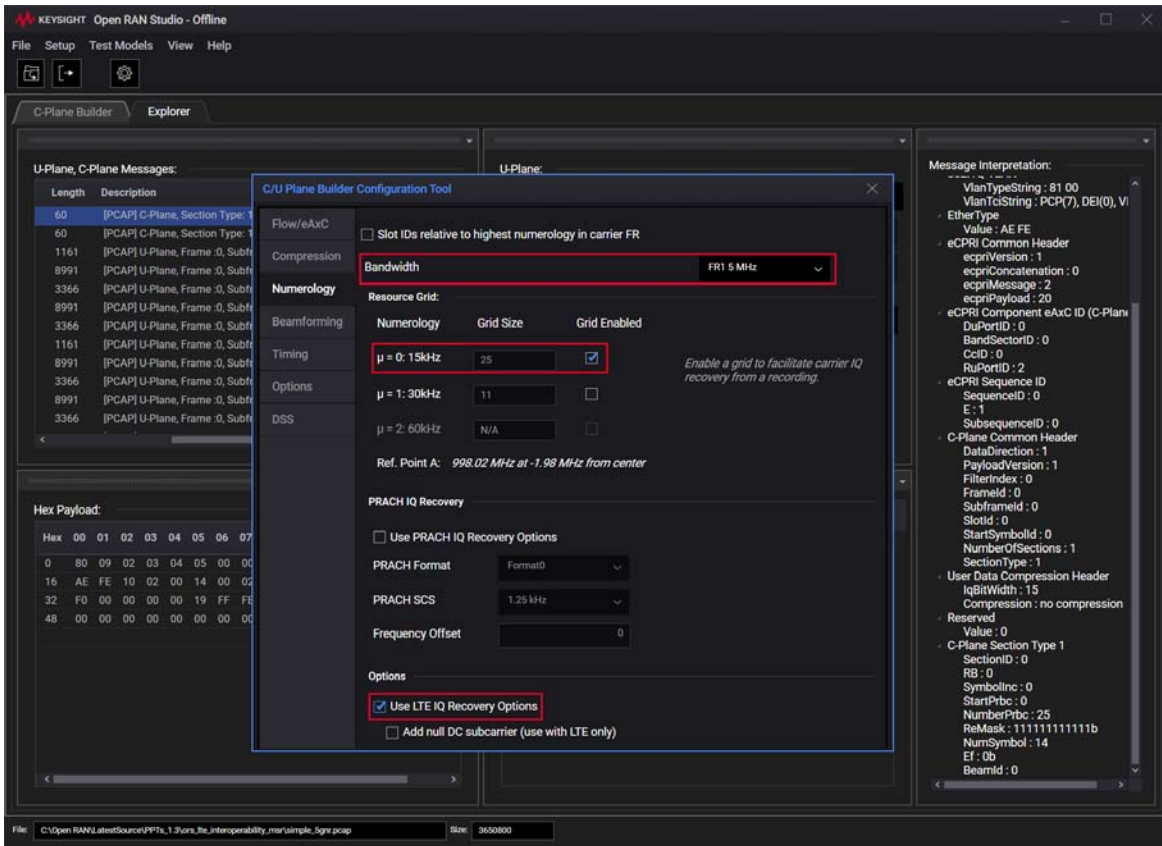 KEYSIGHT Open RAN Studio - Offline
File Setup Test Models View Help
C-Plane Builder Explorer
U-Plane, C-Plane Messages:
Length Description
60 [PCAP] C-Plane, Section Type: 1
60 [PCAP] C-Plane, Section Type: 1
1161 [PCAP] U-Plane, Frame :0, Subfr
8991 [PCAP] U-Plane, Frame :0, Subfr
3366 [PCAP] U-Plane, Frame :0, Subfr
8991 [PCAP] U-Plane, Frame :0, Subfr
3366 [PCAP] U-Plane, Frame :0, Subfr
1161 [PCAP] U-Plane, Frame :0, Subfr
8991 [PCAP] U-Plane, Frame :0, Subfr
3366 [PCAP] U-Plane, Frame :0, Subfr
8991 [PCAP] U-Plane, Frame :0, Subfr
3366 [PCAP] U-Plane, Frame :0, Subfr
Hex Payload:
Hex 00 01 02 03 04 05 06 07
0 80 09 02 03 04 05 00 00
16 AE FE 10 02 00 14 00 02
32 F0 00 00 00 00 19 FF FE
48 00 00 00 00 00 00 00 00
U-Plane:
C/U Plane Builder Configuration Tool
Flow/eAxC
Compression
Numerology
Beamforming
Timing
Options
DSS
Slot IDs relative to highest numerology in carrier FR
Bandwidth FR1 5 MHz
Resource Grid:
Numerology Grid Size Grid Enabled
μ = 0: 15kHz 25
μ = 1: 30kHz 11
μ = 2: 60kHz N/A
Enable a grid to facilitate carrier IQ
recovery from a recording.
Ref. Point A: 998.02 MHz at -1.98 MHz from center
PRACH IQ Recovery
Use PRACH IQ Recovery Options
PRACH Format Format0
PRACH SCS 1.25 kHz
Frequency Offset 0
Options
Use LTE IQ Recovery Options
Add null DC subcarrier (use with LTE only)
Message Interpretation:
VlanTypeString : 81 00
VlanTciString : PCP(7), DEI(0), VI
EtherType
Value : AE FE
eCPRI Common Header
ecpriVersion : 1
ecpriConcatenation : 0
ecpriMessage : 2
ecpriPayload : 20
eCPRI Component eAxC ID (C-Plane
DuPortID : 0
BandSectorID : 0
CcID : 0
RuPortID : 2
eCPRI Sequence ID
SequenceID : 0
E : 1
SubsequenceID : 0
C-Plane Common Header
DataDirection : 1
PayloadVersion : 1
FilterIndex : 0
FrameId : 0
SubframeId : 0
SlotId : 0
StartSymbolId : 0
NumberOfSections : 1
SectionType : 1
User Data Compression Header
IqBitWidth : 15
Compression : no compression
Reserved
Value : 0
C-Plane Section Type 1
SectionID : 0
RB : 0
SymbolInc : 0
StartPrbc : 0
NumberPrbc : 25
ReMask : 111111111111b
NumSymbol : 14
Ef : 0b
BeamId : 0
File: C:\Open RAN\LatestSource\PPTs_1.3\ors_lte_interoperability_msr\simple_5gnr.pcap Size: 3650800